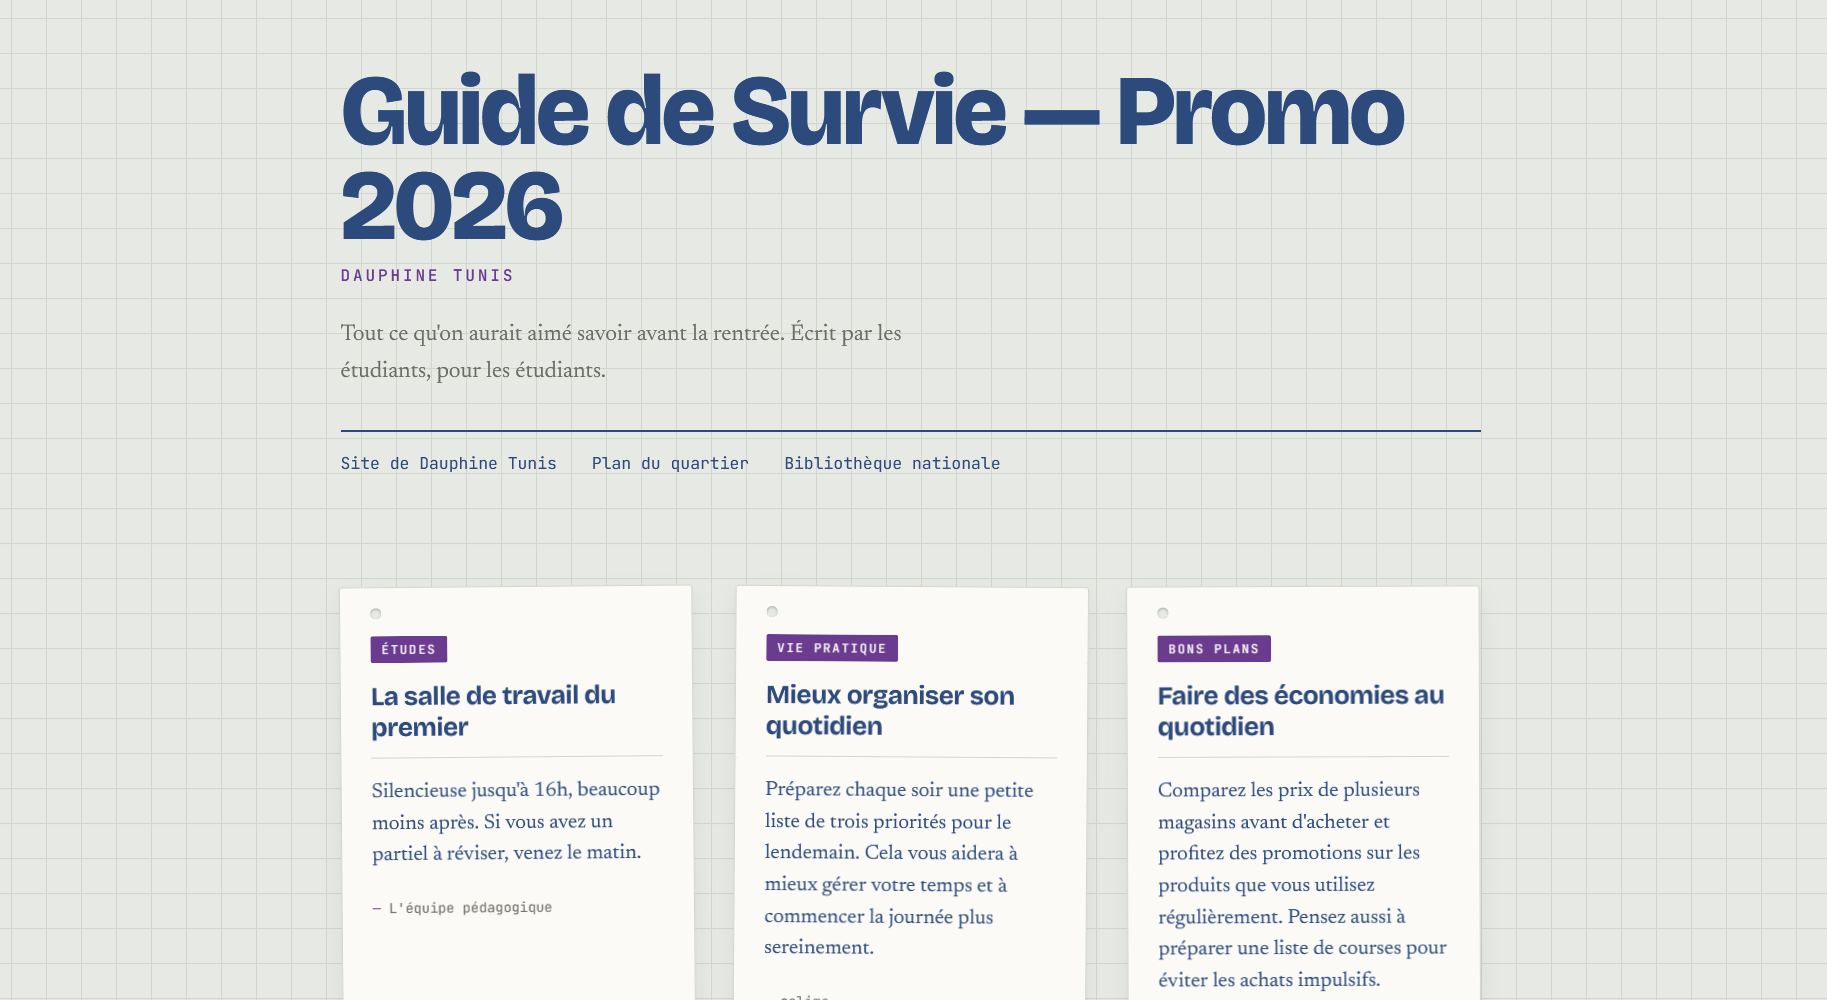 Guide de Survie — Promo
2026
DAUPHINE TUNIS
Tout ce qu'on aurait aimé savoir avant la rentrée. Écrit par les
étudiants, pour les étudiants.
Site de Dauphine Tunis
Plan du quartier
Bibliothèque nationale
ÉTUDES
La salle de travail du
premier
Silencieuse jusqu'à 16h, beaucoup
moins après. Si vous avez un
partiel à réviser, venez le matin.
— L'équipe pédagogique
VIE PRATIQUE
Mieux organiser son
quotidien
Préparez chaque soir une petite
liste de trois priorités pour le
lendemain. Cela vous aidera à
mieux gérer votre temps et à
commencer la journée plus
sereinement.
BONS PLANS
Faire des économies au
quotidien
Comparez les prix de plusieurs
magasins avant d'acheter et
profitez des promotions sur les
produits que vous utilisez
régulièrement. Pensez aussi à
préparer une liste de courses pour
éviter les achats impulsifs.